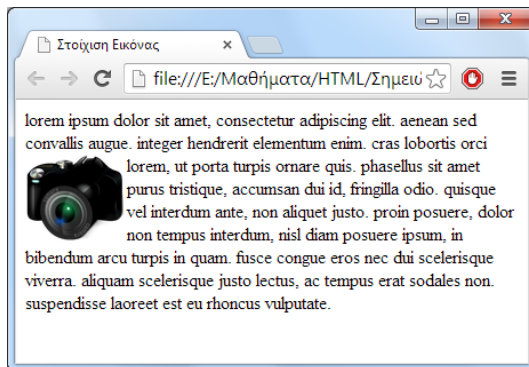 Στοίχιση Εικόνας
file:///E:/Μαθήματα/HTML/Σημειώ
lorem ipsum dolor sit amet, consectetur adipiscing elit. aenean sed
convallis augue. integer hendrerit elementum enim. cras lobortis orci
lorem, ut porta turpis ornare quis. phasellus sit amet
purus tristique, accumsan dui id, fringilla odio. quisque
vel interdum ante, non aliquet justo. proin posuere, dolor
non tempus interdum, nisl diam posuere ipsum, in
bibendum arcu turpis in quam. fusce congue eros nec dui scelerisque
viverra. aliquam scelerisque justo lectus, ac tempus erat sodales non.
suspendisse laoreet est eu rhoncus vulputate.